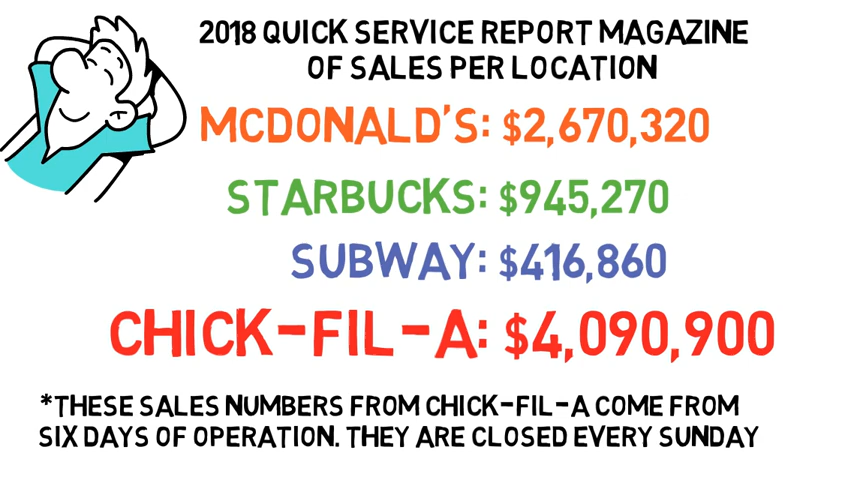 2018 QUICK SERVICE REPORT MAGAZINE
OF SALES PER LOCATION
MCDONALD'S: $2,670,320
STARBUCKS: $945,270
SUBWAY: $416,860
CHICK-FIL-A: $4,090,900
*THESE SALES NUMBERS FROM CHICK-FIL-A COME FROM
SIX DAYS OF OPERATION. THEY ARE CLOSED EVERY SUNDAY